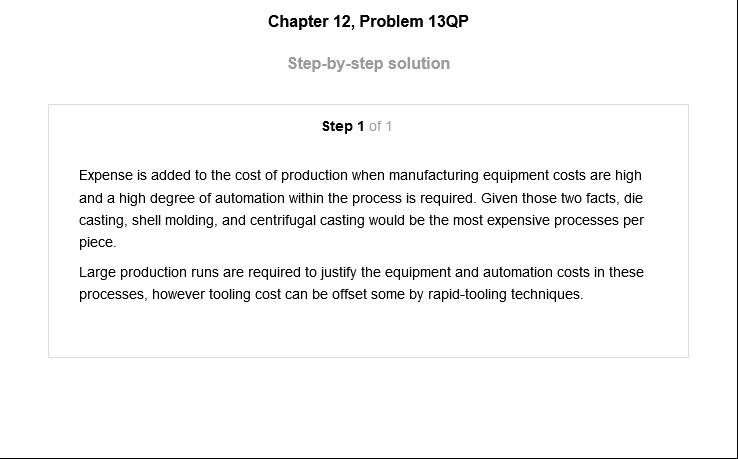 Chapter 12, Problem 13QP
Step-by-step solution
Step 1 of 1
Expense is added to the cost of production when manufacturing equipment costs are high
and a high degree of automation within the process is required. Given those two facts, die
casting, shell molding, and centrifugal casting would be the most expensive processes per
piece.
Large production runs are required to justify the equipment and automation costs in these
processes, however tooling cost can be offset some by rapid-tooling techniques.